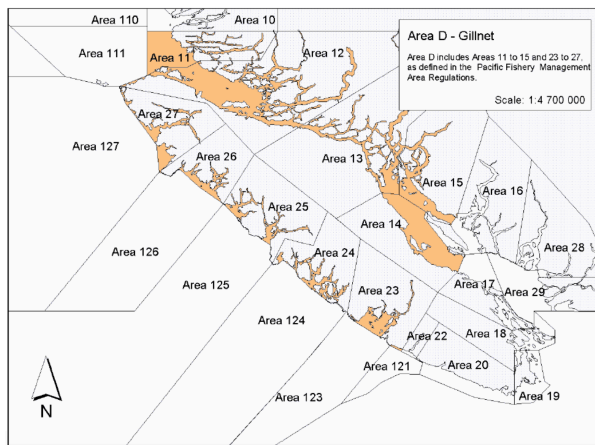 Area 110
Area 10
Area D - Gillnet
Area D includes Areas 11 to 15 and 23 to 27,
as defined in the Pacific Fishery Management
Area Regulations.
Scale: 1:4 700 000
Area 111
Area 11
Area 12
Area 27
Area 127
Area 26
Area 13
Area 15
Area 16
Area 25
Area 14
Area 126
Area 24
Area 28
Area 125
Area 23
Area 17
Area 29
Area 124
Area 22
Area 18
Area 121
Area 20
Area 123
Area 19
N